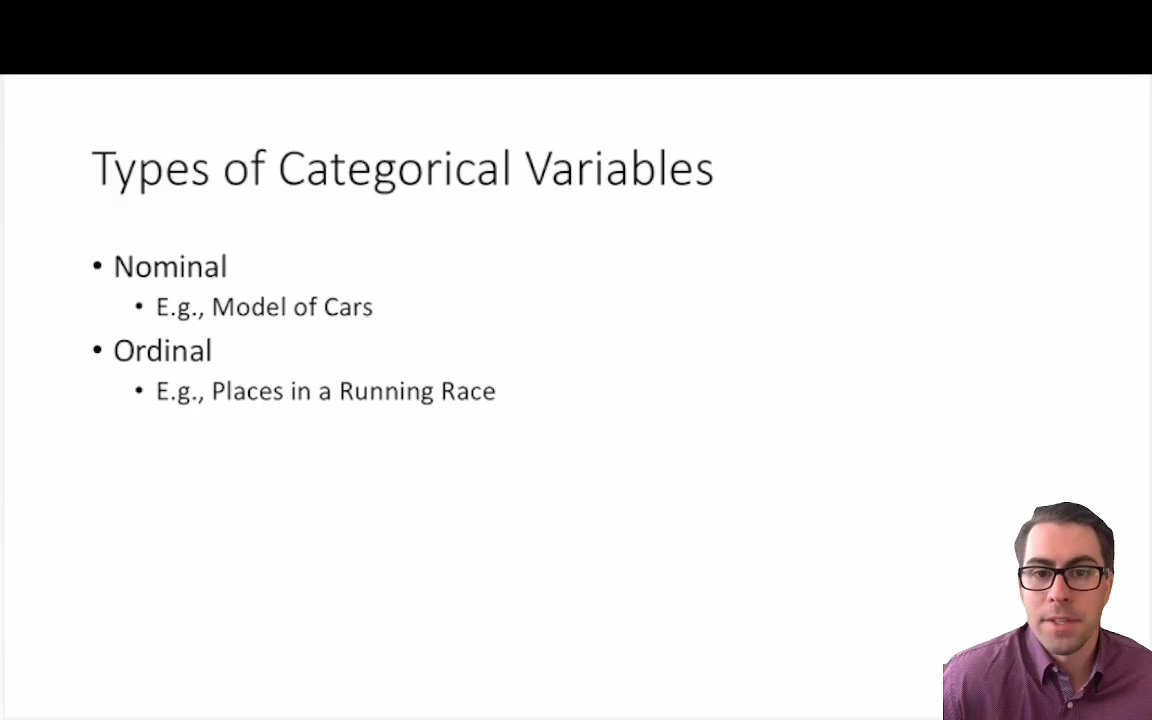 Types of Categorical Variables
• Nominal
• E.g., Model of Cars
• Ordinal
• E.g., Places in a Running Race